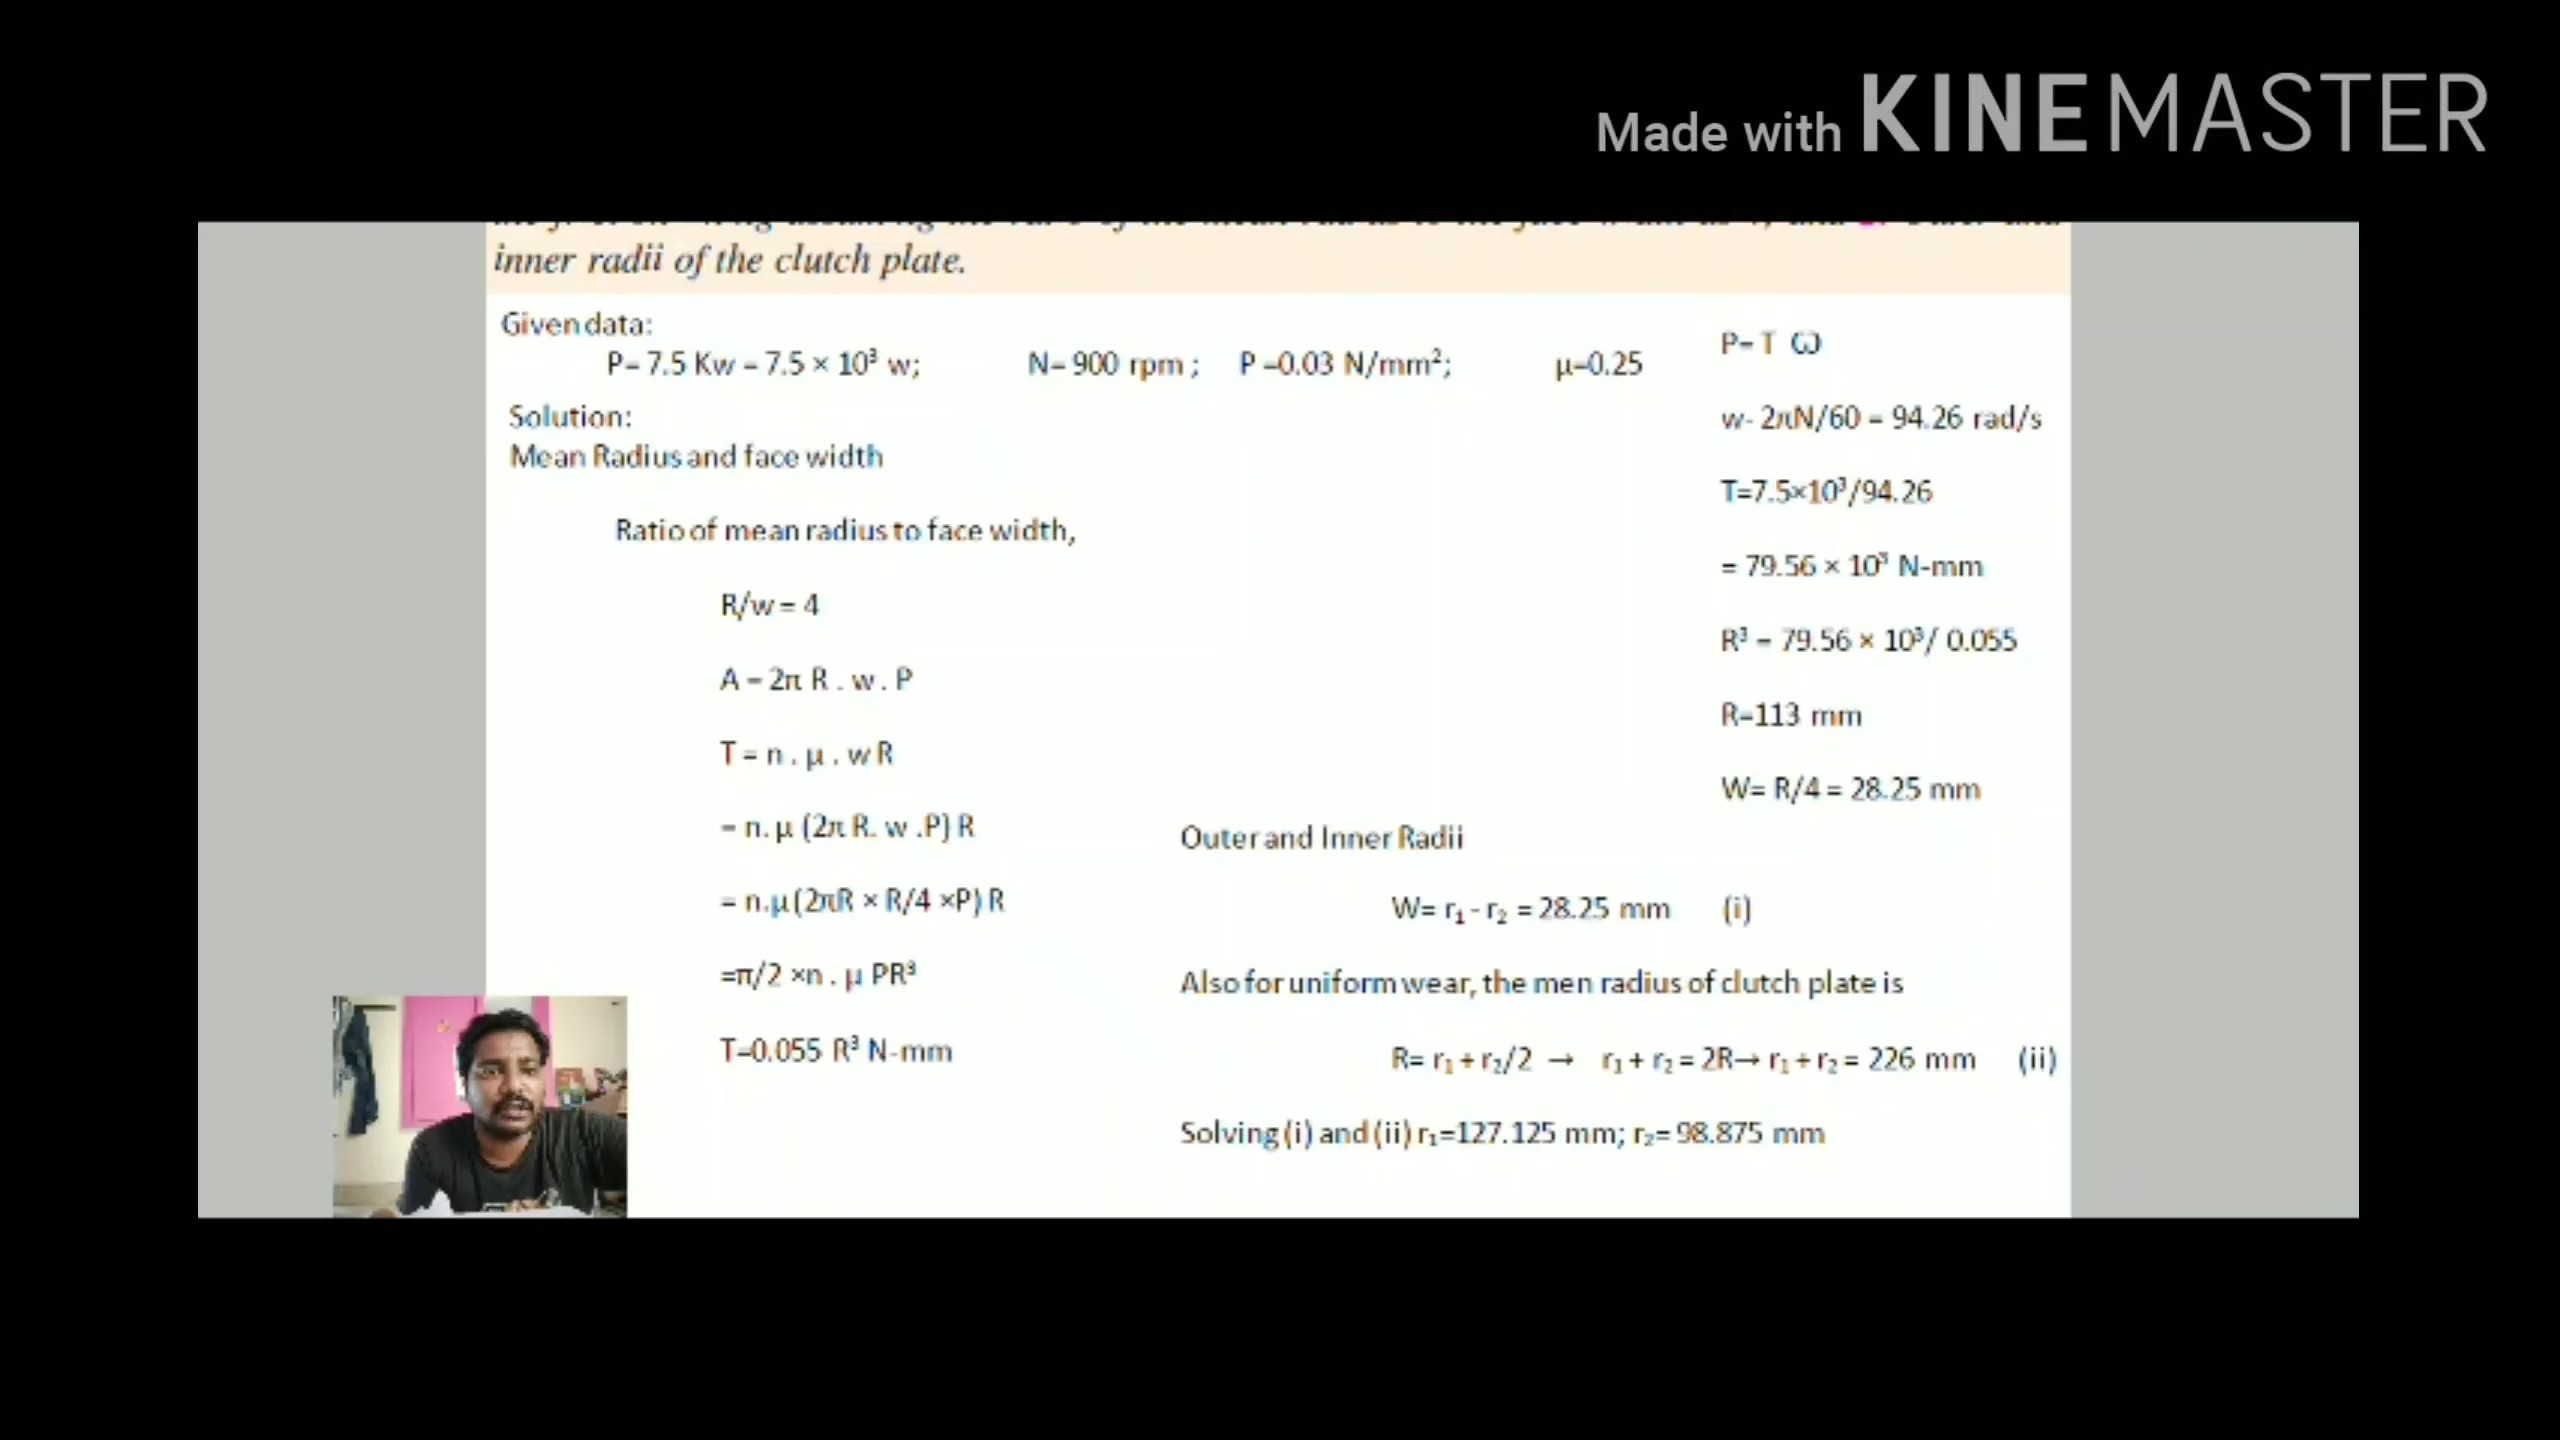 Made with KINEMASTER
inner radii of the clutch plate.
Given data:
P= 7.5 Kw = 7.5 × 10³ w; N= 900 rpm ; P =0.03 N/mm²; μ=0.25
Solution:
Mean Radius and face width
Ratio of mean radius to face width,
R/w = 4
A = 2π R . w . P
T = n . μ . w R
= n. μ (2π R. w .P) R
= n.μ (2πR × R/4 ×P) R
=π/2 ×n . μ PR³
T=0.055 R³ N-mm
P= T ω
w- 2πN/60 = 94.26 rad/s
T=7.5×10³/94.26
= 79.56 × 10³ N-mm
R³ = 79.56 × 10³/ 0.055
R=113 mm
W= R/4 = 28.25 mm
Outer and Inner Radii
W= r₁ - r₂ = 28.25 mm (i)
Also for uniform wear, the men radius of clutch plate is
R= r₁ + r₂/2 → r₁ + r₂ = 2R→ r₁ + r₂ = 226 mm (ii)
Solving (i) and (ii) r₁=127.125 mm; r₂= 98.875 mm